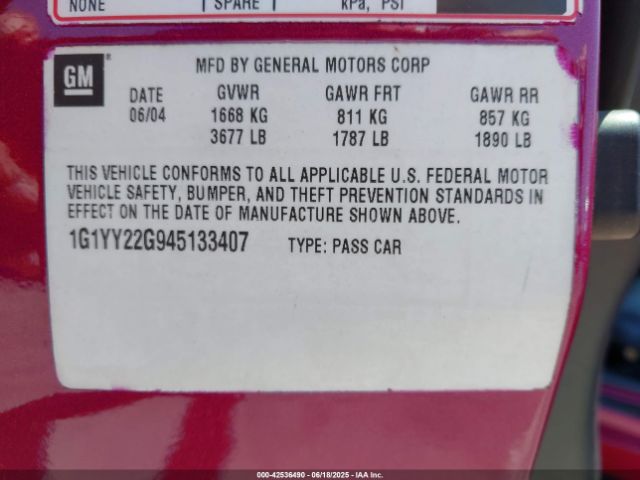 NONE SPARE kPa, PSI
GM MFD BY GENERAL MOTORS CORP
DATE GVWR GAWR FRT GAWR RR
06/04 1668 KG 811 KG 857 KG
3677 LB 1787 LB 1890 LB
THIS VEHICLE CONFORMS TO ALL APPLICABLE U.S. FEDERAL MOTOR
VEHICLE SAFETY, BUMPER, AND THEFT PREVENTION STANDARDS IN
EFFECT ON THE DATE OF MANUFACTURE SHOWN ABOVE.
1G1YY22G945133407 TYPE: PASS CAR
000-42536490 - 06/18/2025 - IAA Inc.